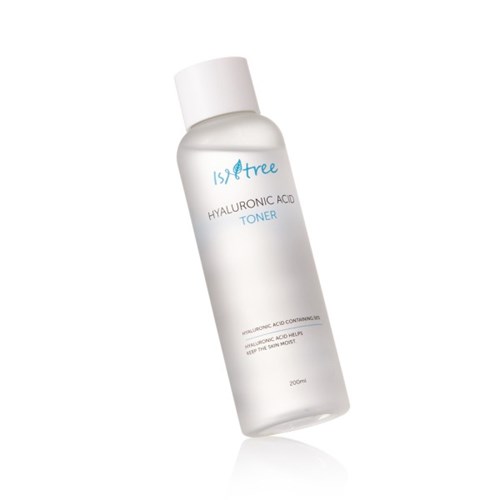 Isntree
HYALURONIC ACID
TONER
HYALURONIC ACID CONTAINING
HYALURONIC ACID HELPS
KEEP THE SKIN MOIST.
200ml